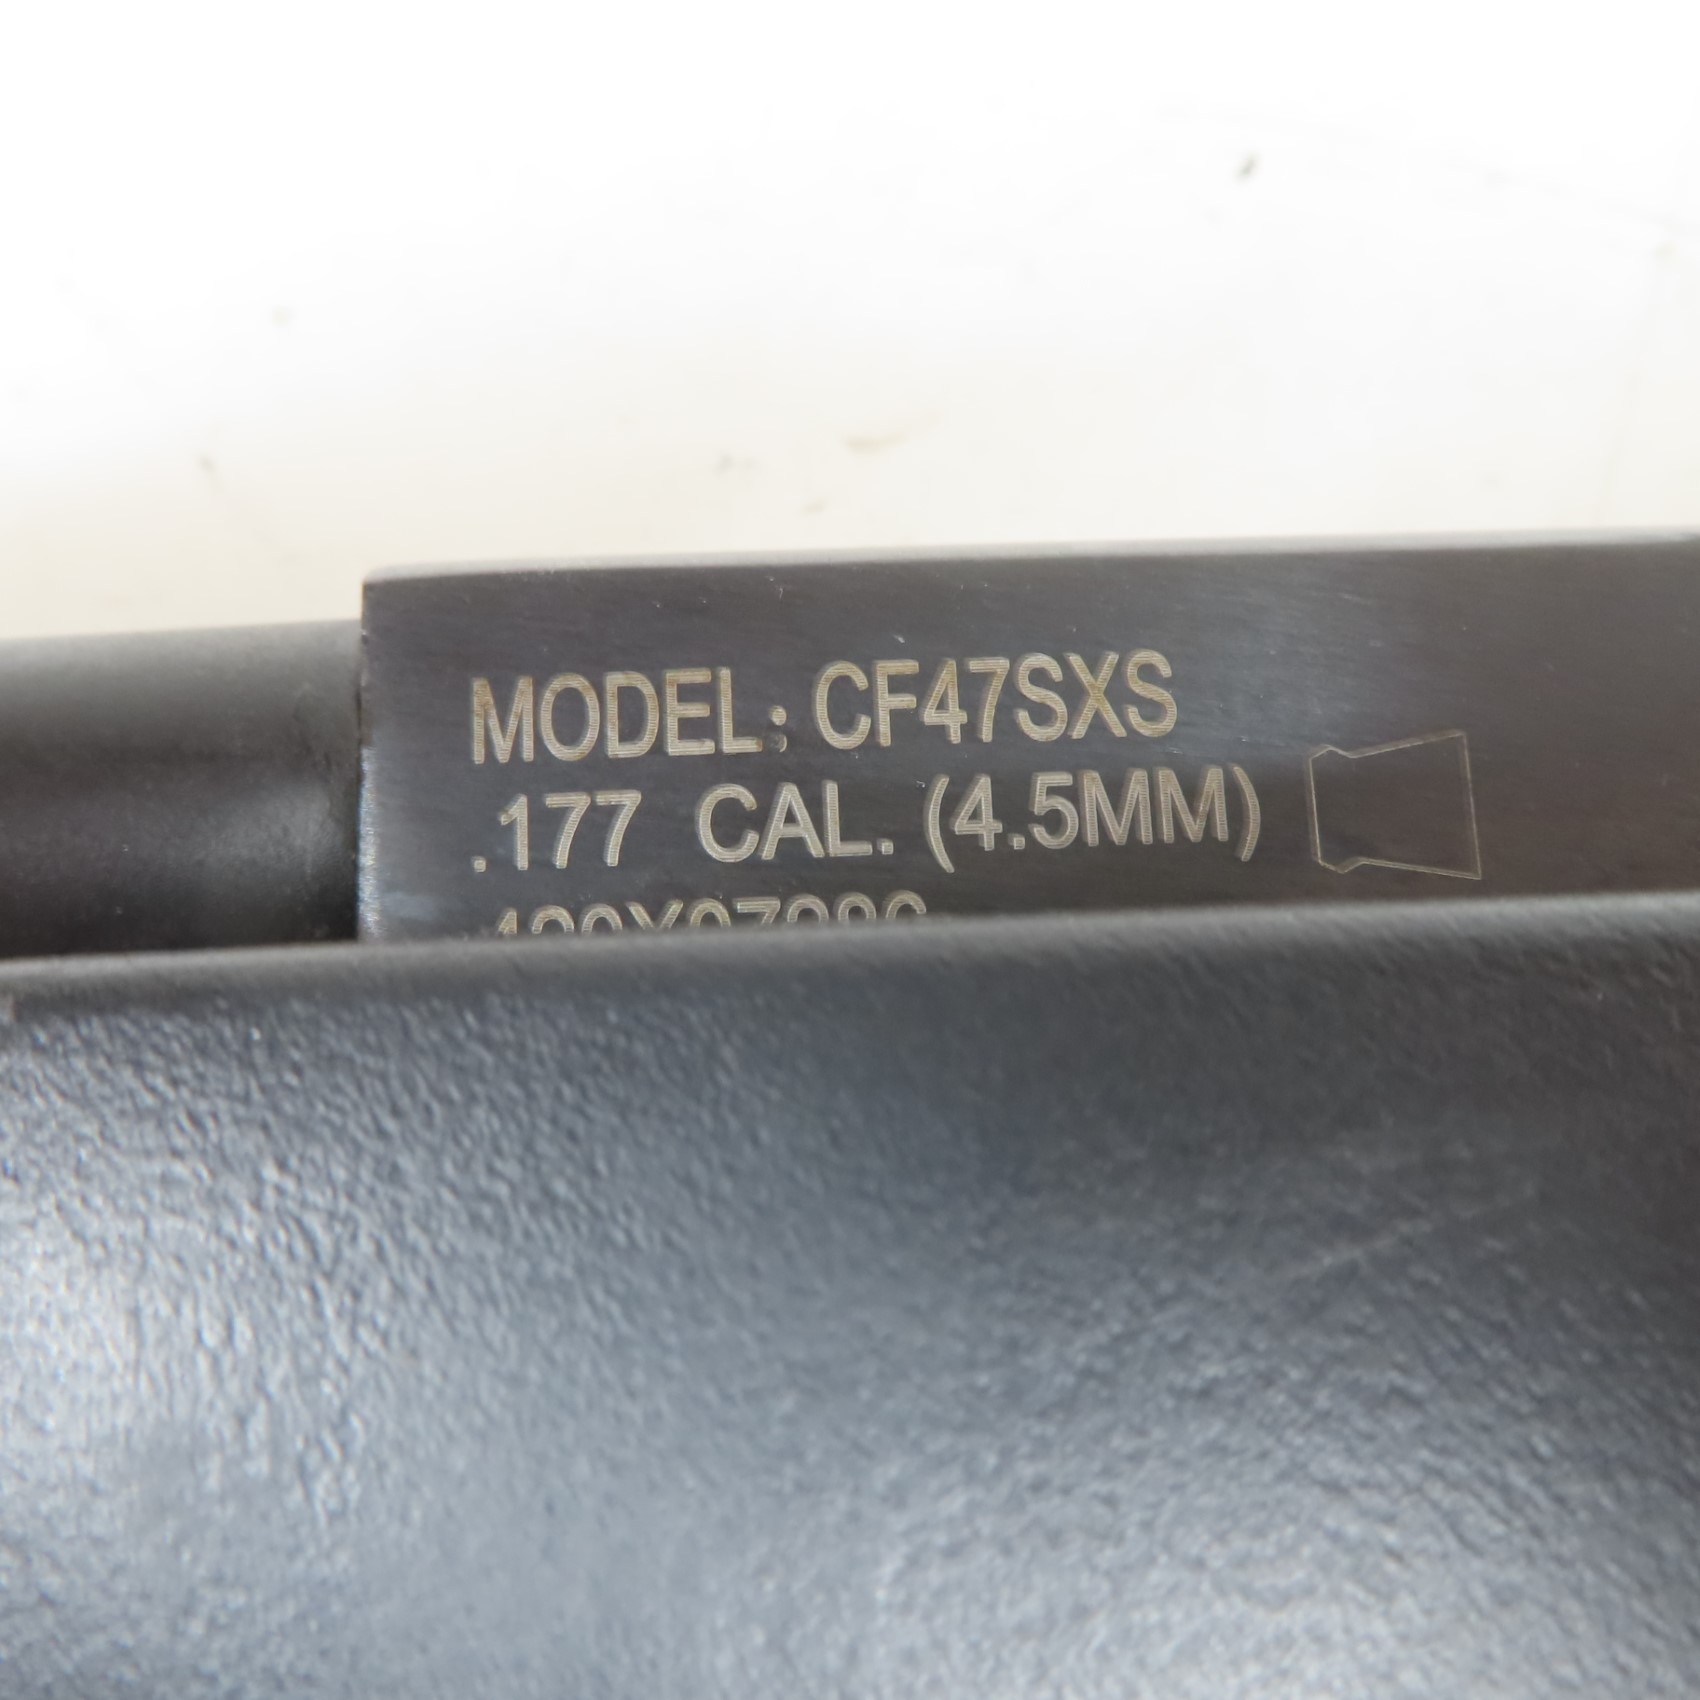 MODEL: CF47SXS
.177 CAL. (4.5MM)